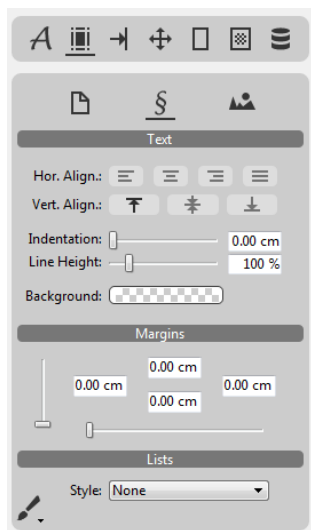 A
§
Text
Hor. Align.:
Vert. Align.:
Indentation: 0.00 cm
Line Height: 100 %
Background:
Margins
0.00 cm
0.00 cm 0.00 cm
0.00 cm
Lists
Style: None